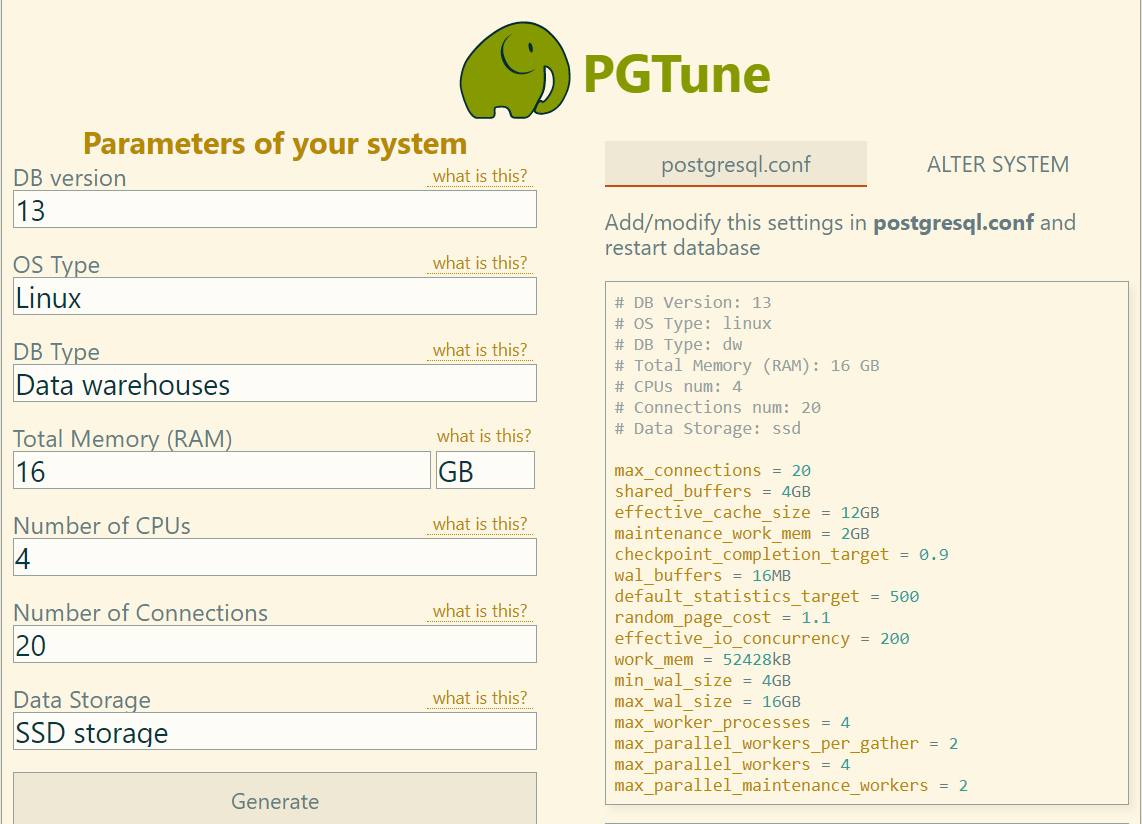 PGTune
Parameters of your system
DB version what is this?
13
OS Type what is this?
Linux
DB Type what is this?
Data warehouses
Total Memory (RAM) what is this?
16 GB
Number of CPUs what is this?
4
Number of Connections what is this?
20
Data Storage what is this?
SSD storage
Generate
postgresql.conf ALTER SYSTEM
Add/modify this settings in postgresql.conf and
restart database
# DB Version: 13
# OS Type: linux
# DB Type: dw
# Total Memory (RAM): 16 GB
# CPUs num: 4
# Connections num: 20
# Data Storage: ssd
max_connections = 20
shared_buffers = 4GB
effective_cache_size = 12GB
maintenance_work_mem = 2GB
checkpoint_completion_target = 0.9
wal_buffers = 16MB
default_statistics_target = 500
random_page_cost = 1.1
effective_io_concurrency = 200
work_mem = 52428kB
min_wal_size = 4GB
max_wal_size = 16GB
max_worker_processes = 4
max_parallel_workers_per_gather = 2
max_parallel_workers = 4
max_parallel_maintenance_workers = 2